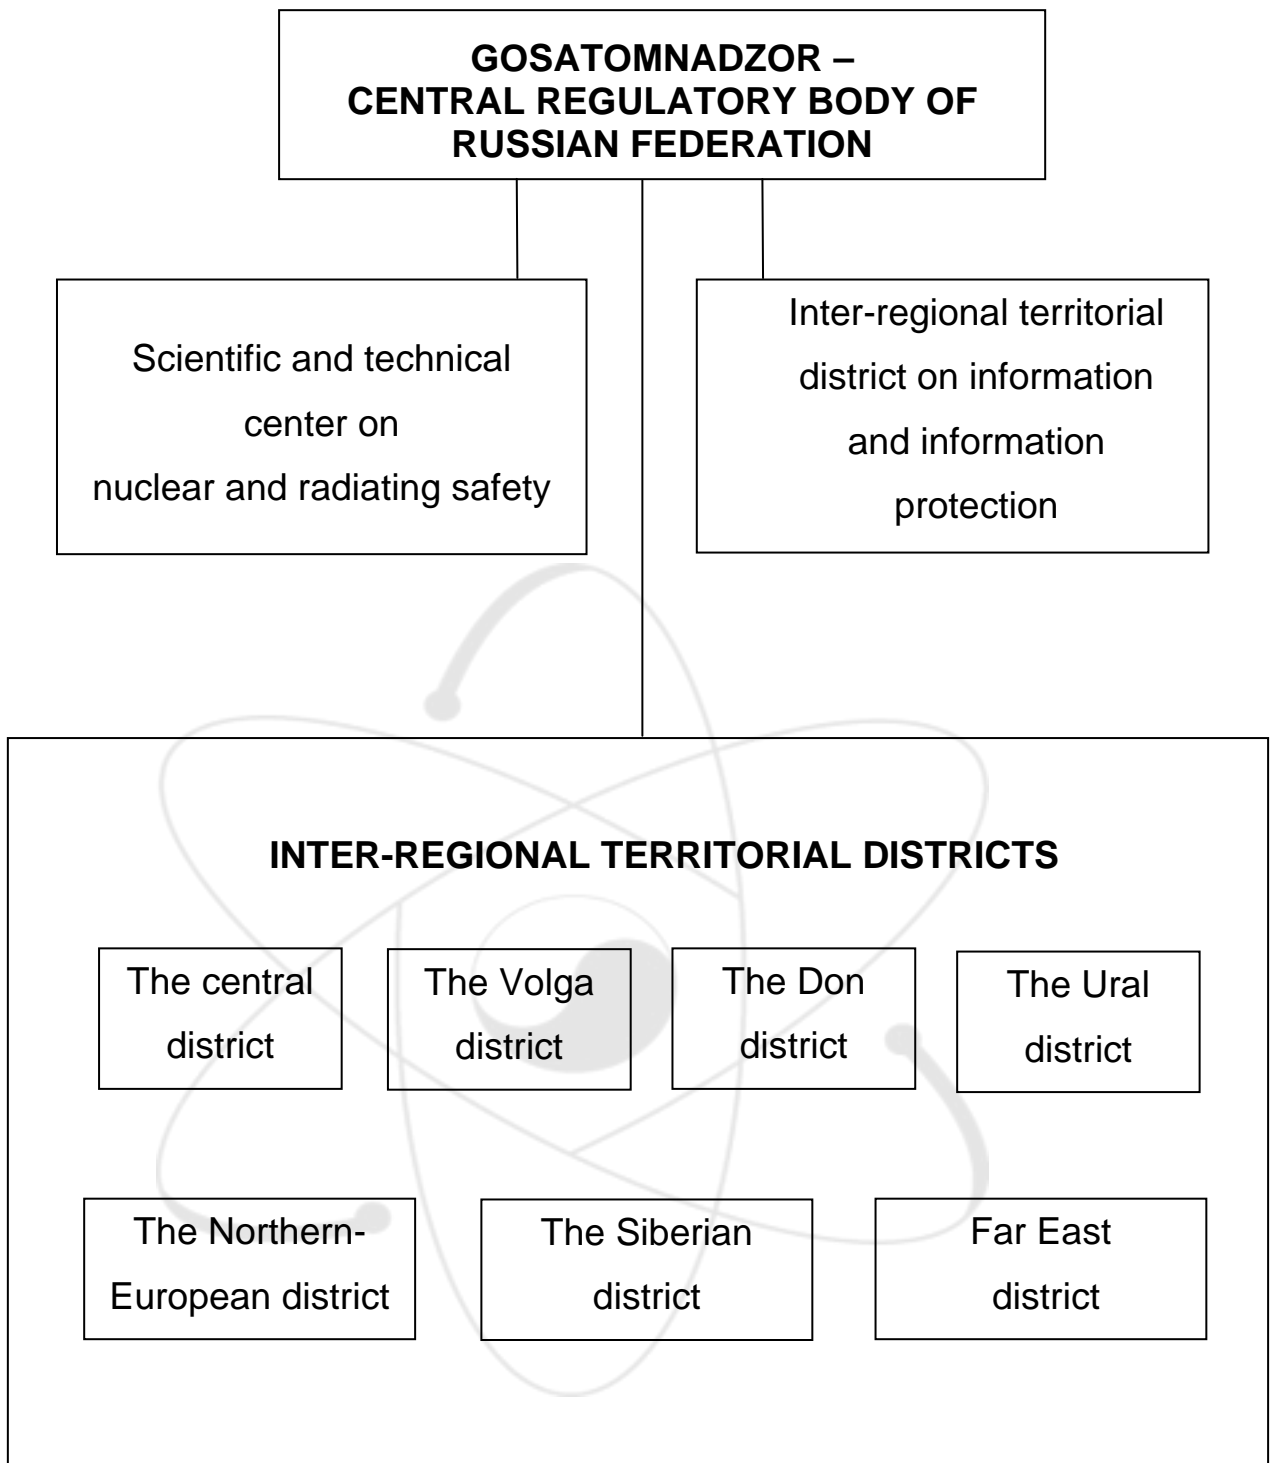 GOSATOMNADZOR –
CENTRAL REGULATORY BODY OF
RUSSIAN FEDERATION
Scientific and technical
center on
nuclear and radiating safety
Inter-regional territorial
district on information
and information
protection
INTER-REGIONAL TERRITORIAL DISTRICTS
The central
district
The Volga
district
The Don
district
The Ural
district
The Northern-
European district
The Siberian
district
Far East
district